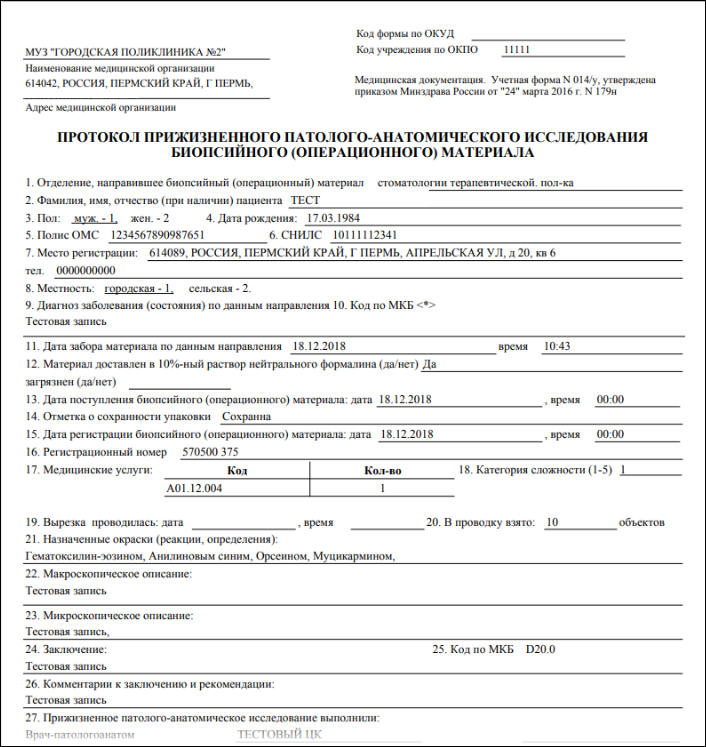 Код формы по ОКУД
МУЗ "ГОРОДСКАЯ ПОЛИКЛИНИКА №2"
Код учреждения по ОКПО 11111
Наименование медицинской организации
614042, РОССИЯ, ПЕРМСКИЙ КРАЙ, Г ПЕРМЬ,
Адрес медицинской организации
Медицинская документация. Учетная форма N 014/у, утверждена
приказом Минздрава России от "24" марта 2016 г. N 179н
ПРОТОКОЛ ПРИЖИЗНЕННОГО ПАТОЛОГО-АНАТОМИЧЕСКОГО ИССЛЕДОВАНИЯ
БИОПСИЙНОГО (ОПЕРАЦИОННОГО) МАТЕРИАЛА
1. Отделение, направившее биопсийный (операционный) материал стоматологии терапевтической. пол-ка
2. Фамилия, имя, отчество (при наличии) пациента ТЕСТ
3. Пол: муж. - 1, жен. - 2 4. Дата рождения: 17.03.1984
5. Полис ОМС 1234567890987651 6. СНИЛС 10111112341
7. Место регистрации: 614089, РОССИЯ, ПЕРМСКИЙ КРАЙ, Г ПЕРМЬ, АПРЕЛЬСКАЯ УЛ, д 20, кв 6
тел. 0000000000
8. Местность: городская - 1, сельская - 2.
9. Диагноз заболевания (состояния) по данным направления 10. Код по МКБ <*>
Тестовая запись
11. Дата забора материала по данным направления 18.12.2018 время 10:43
12. Материал доставлен в 10%-ный раствор нейтрального формалина (да/нет) Да
загрязнен (да/нет)
13. Дата поступления биопсийного (операционного) материала: дата 18.12.2018 , время 00:00
14. Отметка о сохранности упаковки Сохранна
15. Дата регистрации биопсийного (операционного) материала: дата 18.12.2018 , время 00:00
16. Регистрационный номер 570500 375
17. Медицинские услуги: Код Кол-во 18. Категория сложности (1-5) 1
A01.12.004 1
19. Вырезка проводилась: дата , время 20. В проводку взято: 10 объектов
21. Назначенные окраски (реакции, определения):
Гематоксилин-эозином, Анилиновым синим, Орсеином, Муцикармином,
22. Макроскопическое описание:
Тестовая запись
23. Микроскопическое описание:
Тестовая запись,
24. Заключение: 25. Код по МКБ D20.0
Тестовая запись
26. Комментарии к заключению и рекомендации:
Тестовая запись
27. Прижизненное патолого-анатомическое исследование выполнили:
Врач-патологоанатом ТЕСТОВЫЙ ЦК